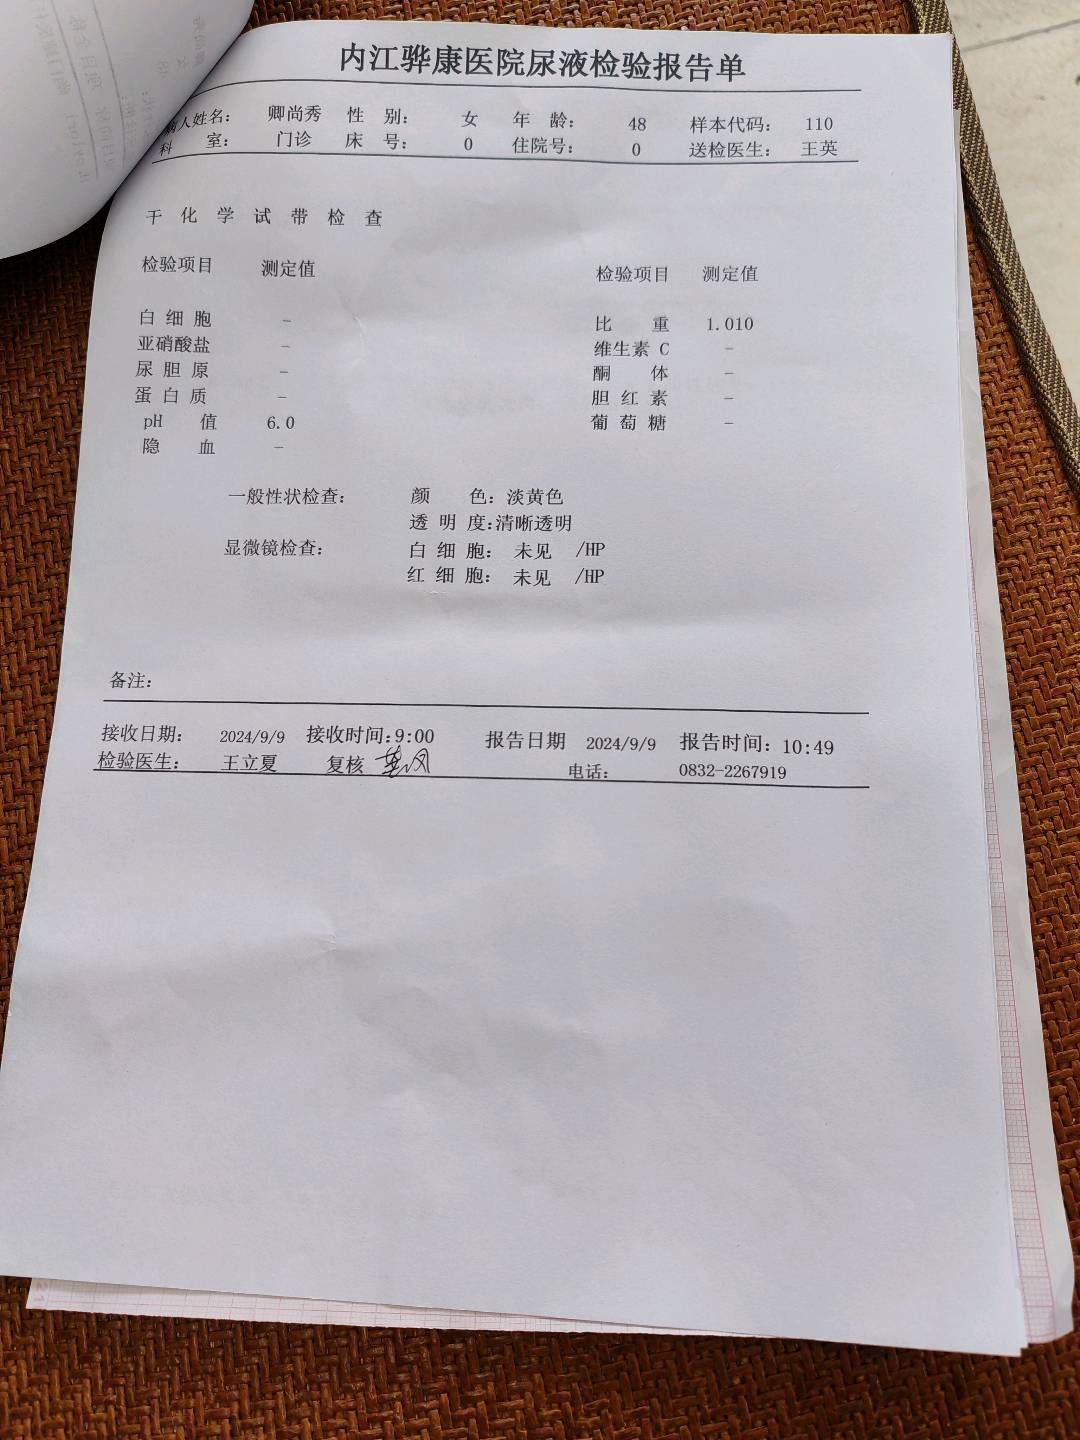 内江骅康医院尿液检验报告单
病人姓名： 卿尚秀 性 别： 女 年 龄： 48 样本代码： 110
科 室： 门诊 床 号： 0 住院号： 0 送检医生： 王英
干 化 学 试 带 检 查
检验项目 测定值 检验项目 测定值
白 细 胞 - 比 重 1.010
亚硝酸盐 - 维生素 C -
尿 胆 原 - 酮 体 -
蛋 白 质 - 胆 红 素 -
pH 值 6.0 葡 萄 糖 -
隐 血 -
一般性状检查： 颜 色：淡黄色
透 明 度：清晰透明
显微镜检查： 白 细 胞： 未见 /HP
红 细 胞： 未见 /HP
备注：
接收日期： 2024/9/9 接收时间：9:00 报告日期 2024/9/9 报告时间：10:49
检验医生： 王立夏 复核 电话： 0832-2267919